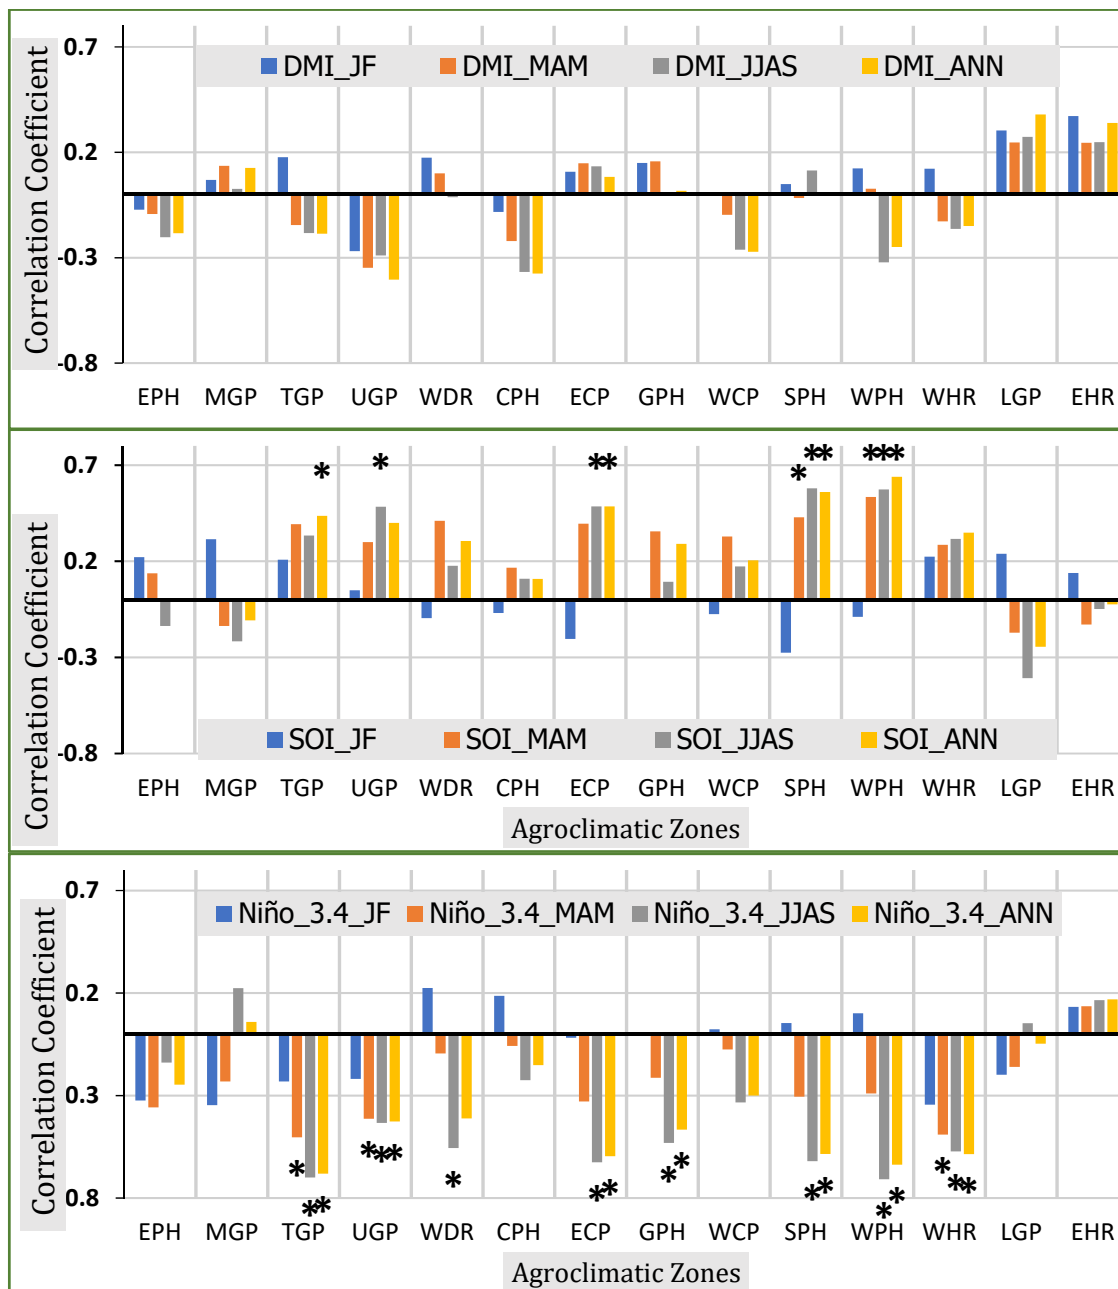 Correlation Coefficient
0.7
0.2
-0.3
-0.8
DMI_JF DMI_MAM DMI_JJAS DMI_ANN
EPH MGP TGP UGP WDR CPH ECP GPH WCP SPH WPH WHR LGP EHR
Correlation Coefficient
0.7
0.2
-0.3
-0.8
* * ** * ** ***
SOI_JF SOI_MAM SOI_JJAS SOI_ANN
EPH MGP TGP UGP WDR CPH ECP GPH WCP SPH WPH WHR LGP EHR
Agroclimatic Zones
Correlation Coefficient
0.7
0.2
0.3
0.8
Niño_3.4_JF Niño_3.4_MAM Niño_3.4_JJAS Niño_3.4_ANN
*** *** * ** ** ** ** ***
EPH MGP TGP UGP WDR CPH ECP GPH WCP SPH WPH WHR LGP EHR
Agroclimatic Zones